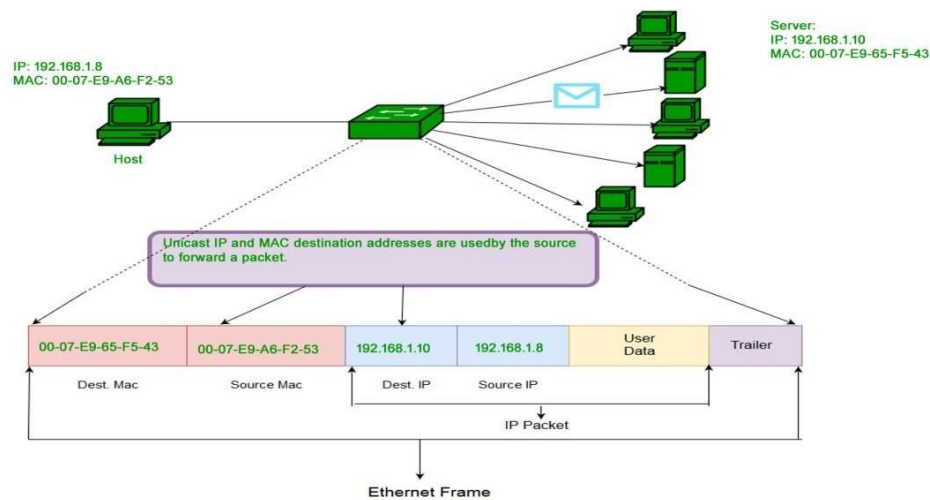 Server:
IP: 192.168.1.10
MAC: 00-07-E9-65-F5-43
IP: 192.168.1.8
MAC: 00-07-E9-A6-F2-53
Host
Unicast IP and MAC destination addresses are usedby the source
to forward a packet.
00-07-E9-65-F5-43
00-07-E9-A6-F2-53
192.168.1.10
192.168.1.8
User
Data
Trailer
Dest. Mac
Source Mac
Dest. IP
Source IP
IP Packet
Ethernet Frame